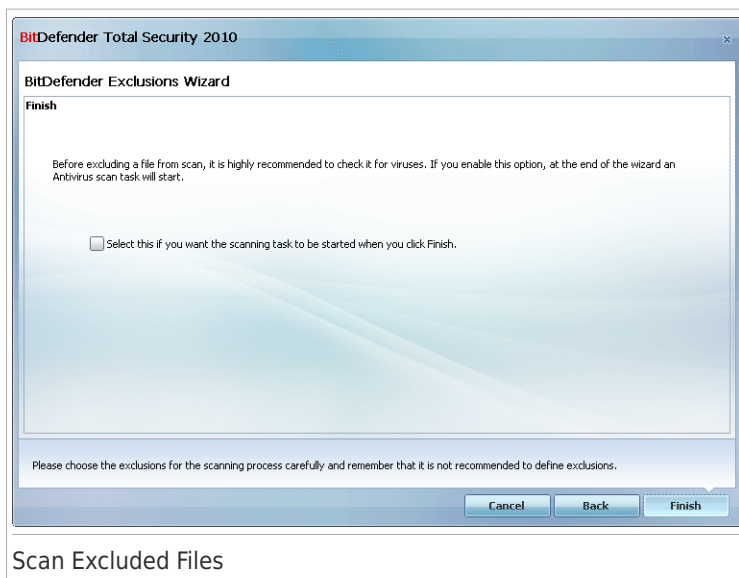 BitDefender Total Security 2010
BitDefender Exclusions Wizard
Finish
Before excluding a file from scan, it is highly recommended to check it for viruses. If you enable this option, at the end of the wizard an
Antivirus scan task will start.
Select this if you want the scanning task to be started when you click Finish.
Please choose the exclusions for the scanning process carefully and remember that it is not recommended to define exclusions.
Cancel Back Finish
Scan Excluded Files